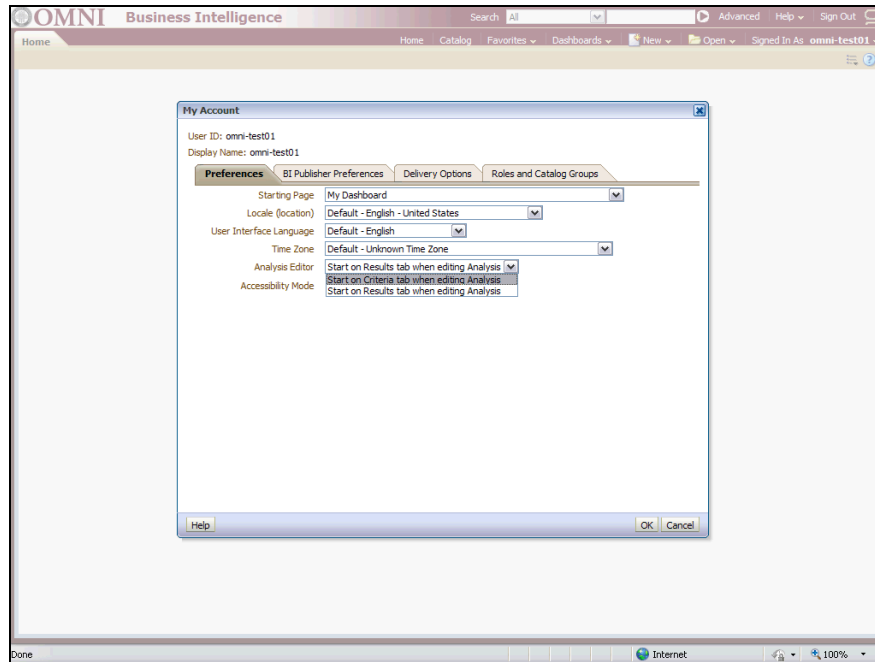 OMNI Business Intelligence Search All Advanced Help Sign Out
Home Home Catalog Favorites Dashboards New Open Signed In As omni-test01
My Account
User ID: omni-test01
Display Name: omni-test01
Preferences BI Publisher Preferences Delivery Options Roles and Catalog Groups
Starting Page My Dashboard
Locale (location) Default - English - United States
User Interface Language Default - English
Time Zone Default - Unknown Time Zone
Analysis Editor Start on Results tab when editing Analysis
Start on Criteria tab when editing Analysis
Accessibility Mode Start on Results tab when editing Analysis
Help OK Cancel
Done Internet 100%